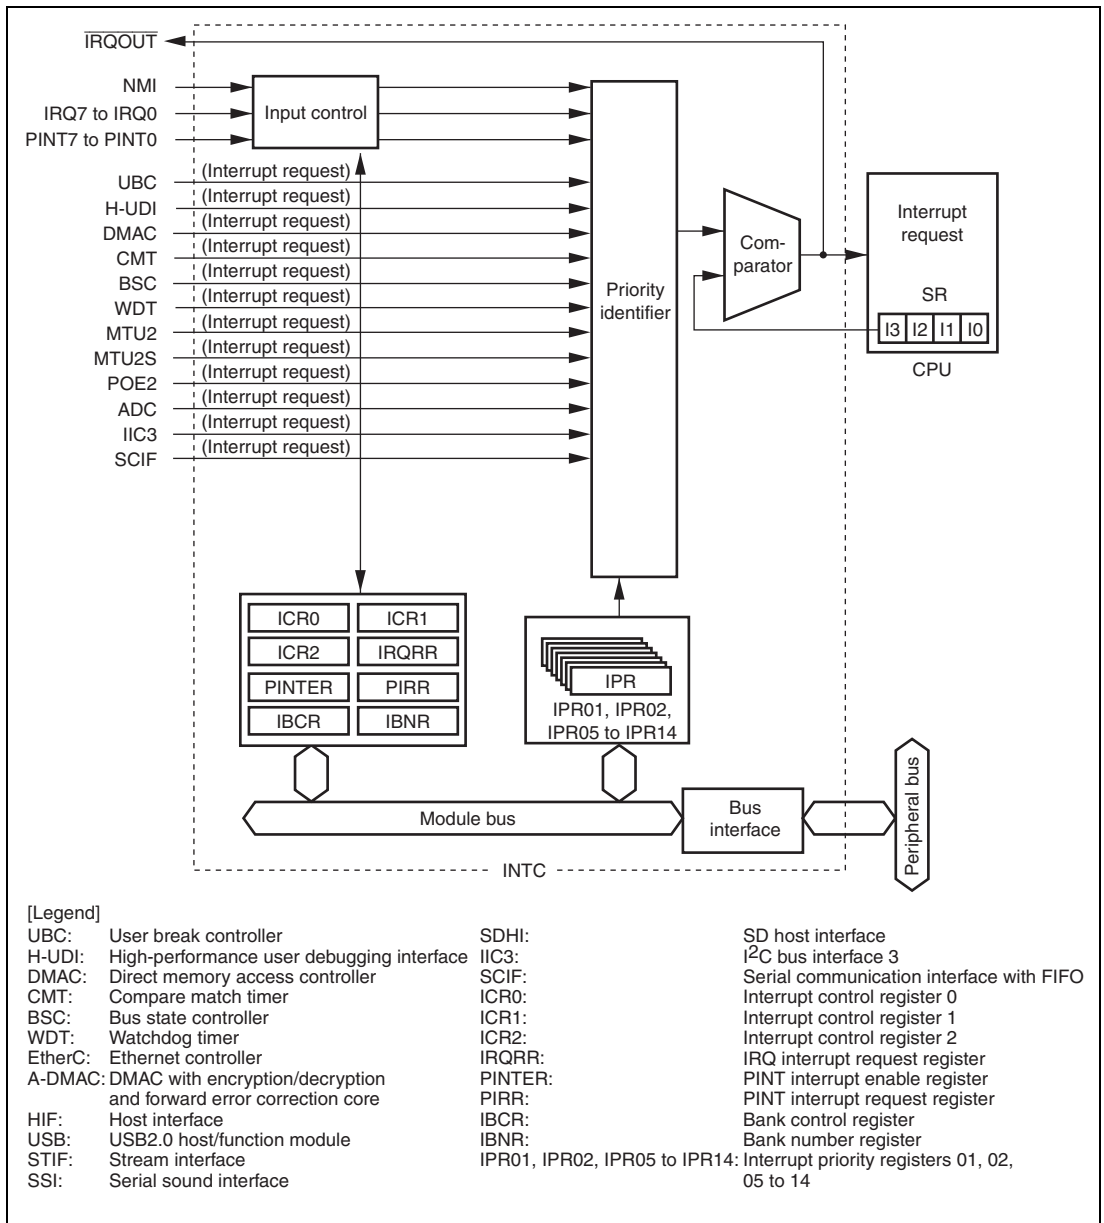 IRQOUT
NMI
IRQ7 to IRQ0
PINT7 to PINT0
Input control
UBC
(Interrupt request)
H-UDI
(Interrupt request)
DMAC
(Interrupt request)
CMT
(Interrupt request)
BSC
(Interrupt request)
WDT
(Interrupt request)
MTU2
(Interrupt request)
MTU2S
(Interrupt request)
POE2
(Interrupt request)
ADC
(Interrupt request)
IIC3
(Interrupt request)
SCIF
(Interrupt request)
Priority
identifier
Com-
parator
Interrupt
request
SR
I3 I2 I1 I0
CPU
ICR0 ICR1
ICR2 IRQRR
PINTER PIRR
IBCR IBNR
IPR
IPR01, IPR02,
IPR05 to IPR14
Module bus
Bus
interface
Peripheral bus
INTC
[Legend]
UBC: User break controller
H-UDI: High-performance user debugging interface
DMAC: Direct memory access controller
CMT: Compare match timer
BSC: Bus state controller
WDT: Watchdog timer
EtherC: Ethernet controller
A-DMAC: DMAC with encryption/decryption
and forward error correction core
HIF: Host interface
USB: USB2.0 host/function module
STIF: Stream interface
SSI: Serial sound interface
SDHI: SD host interface
IIC3: I2C bus interface 3
SCIF: Serial communication interface with FIFO
ICR0: Interrupt control register 0
ICR1: Interrupt control register 1
ICR2: Interrupt control register 2
IRQRR: IRQ interrupt request register
PINTER: PINT interrupt enable register
PIRR: PINT interrupt request register
IBCR: Bank control register
IBNR: Bank number register
IPR01, IPR02, IPR05 to IPR14: Interrupt priority registers 01, 02,
05 to 14